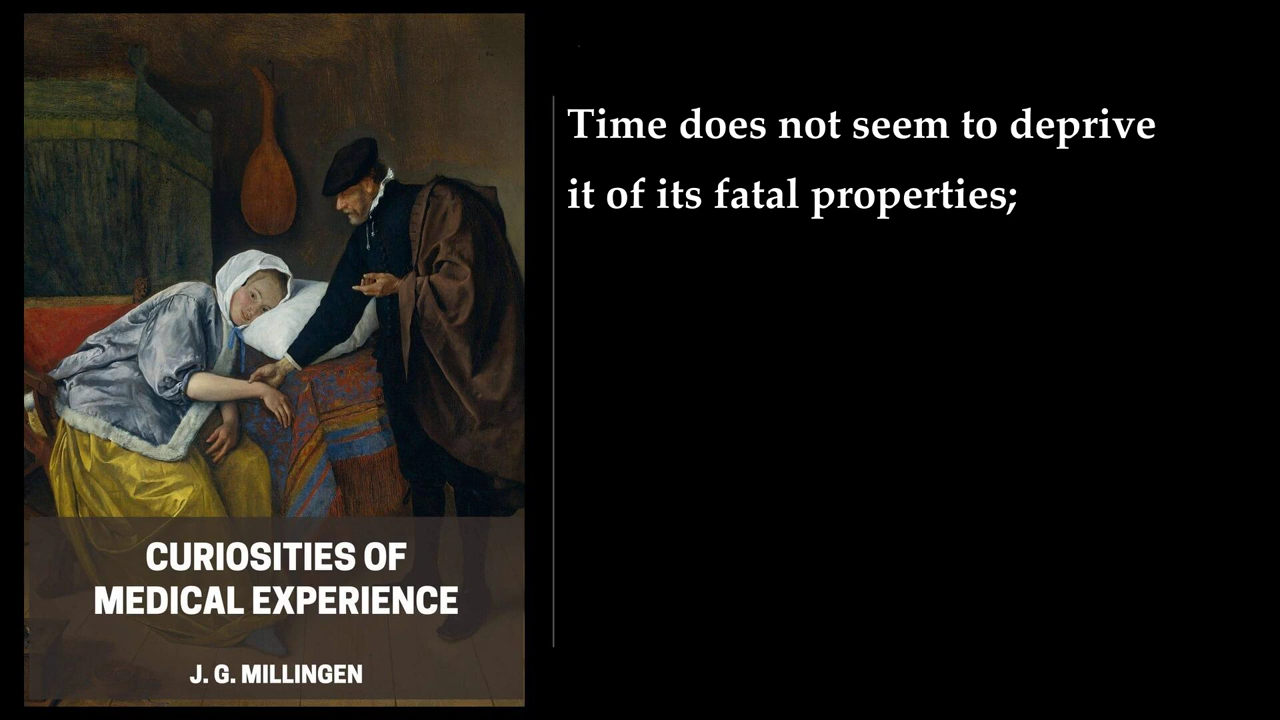 CURIOSITIES OF
MEDICAL EXPERIENCE
J. G. MILLINGEN
Time does not seem to deprive
it of its fatal properties;